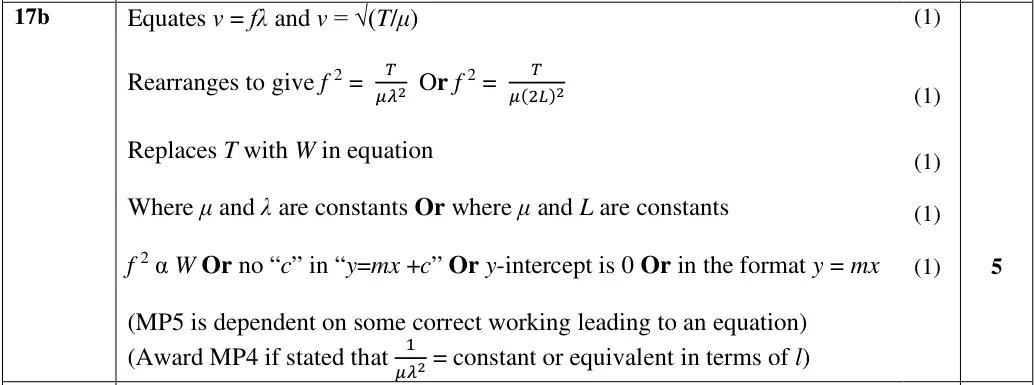 17b Equates v = fλ and v = √(T/μ) (1)
Rearranges to give f² = T/μλ² Or f² = T/μ(2L)² (1)
Replaces T with W in equation (1)
Where μ and λ are constants Or where μ and L are constants (1)
f² α W Or no “c” in “y=mx +c” Or y-intercept is 0 Or in the format y = mx (1) 5
(MP5 is dependent on some correct working leading to an equation)
(Award MP4 if stated that 1/μλ² = constant or equivalent in terms of l)